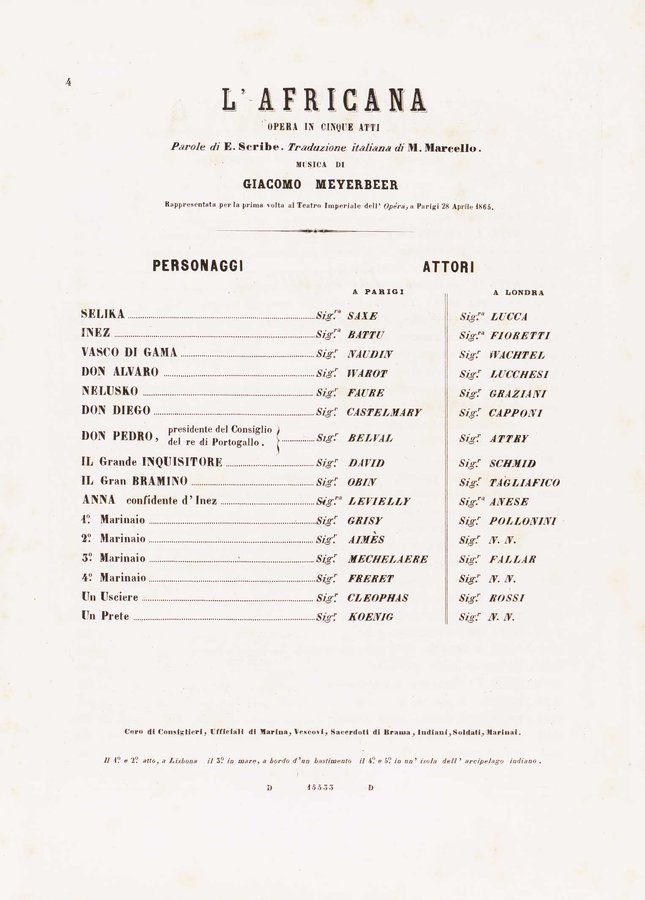 4
L'AFRICANA
OPERA IN CINQUE ATTI
Parole di E. Scribe. Traduzione italiana di M. Marcello.
MUSICA DI
GIACOMO MEYERBEER
Rappresentata per la prima volta al Teatro Imperiale dell' Opéra, a Parigi 28 Aprile 1865.
PERSONAGGI ATTORI
A PARIGI A LONDRA
SELIKA Sig.ra SAXE Sig.ra LUCCA
INEZ Sig.ra BATTU Sig.ra FIORETTI
VASCO DI GAMA Sig.r NAUDIN Sig.r WACHTEL
DON ALVARO Sig.r WAROT Sig.r LUCCHESI
NELUSKO Sig.r FAURE Sig.r GRAZIANI
DON DIEGO Sig.r CASTELMARY Sig.r CAPPONI
DON PEDRO, presidente del Consiglio del re di Portogallo. Sig.r BELVAL Sig.r ATTRY
IL Grande INQUISITORE Sig.r DAVID Sig.r SCHMID
IL Gran BRAMINO Sig.r OBIN Sig.r TAGLIAFICO
ANNA confidente d'Inez Sig.ra LEVIELLY Sig.ra ANESE
1.º Marinaio Sig.r GRISY Sig.r POLLONINI
2.º Marinaio Sig.r AIMÈS Sig.r N. N.
3.º Marinaio Sig.r MECHELAERE Sig.r FALLAR
4.º Marinaio Sig.r FRERET Sig.r N. N.
Un Usciere Sig.r CLEOPHAS Sig.r ROSSI
Un Prete Sig.r KOENIG Sig.r N. N.
Coro di Consiglieri, Ufficiali di Marina, Vescovi, Sacerdoti di Brama, Indiani, Soldati, Marinai.
Il 1.º e 2.º atto, a Lisbona il 3.º in mare, a bordo d'un bastimento il 4.º e 5.º in un' isola dell' arcipelago indiano.
D 15533 D